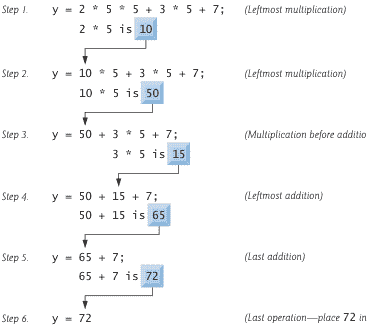 Step 1. y = 2 * 5 * 5 + 3 * 5 + 7; (Leftmost multiplication)
2 * 5 is 10
Step 2. y = 10 * 5 + 3 * 5 + 7; (Leftmost multiplication)
10 * 5 is 50
Step 3. y = 50 + 3 * 5 + 7; (Multiplication before additio
3 * 5 is 15
Step 4. y = 50 + 15 + 7; (Leftmost addition)
50 + 15 is 65
Step 5. y = 65 + 7; (Last addition)
65 + 7 is 72
Step 6. y = 72 (Last operation—place 72 in